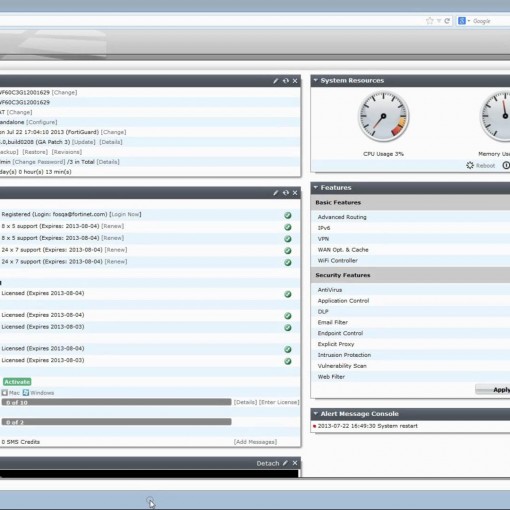 Google
System Resources
WF60C3G12001629 [Change]
WF60C3G12001629
[Change]
Standalone [Configure]
Mon Jul 22 17:04:10 2013 (FortiGuard) [Change]
.0,build0208 (GA Patch 3) [Update] [Details]
[Backup] [Restore] [Revisions]
admin [Change Password] /3 in Total [Details]
day(s) 0 hour(s) 13 min(s)
CPU Usage 3%
Memory Us
Reboot
Registered (Login: fosqa@fortinet.com) [Login Now]
8 x 5 support (Expires: 2013-08-04) [Renew]
8 x 5 support (Expires: 2013-08-04) [Renew]
24 x 7 support (Expires: 2013-08-04) [Renew]
24 x 7 support (Expires: 2013-08-04) [Renew]
Licensed (Expires 2013-08-04)
Licensed (Expires 2013-08-04)
Licensed (Expires 2013-08-03)
Licensed (Expires 2013-08-04)
Licensed (Expires 2013-08-03)
Activate
Mac Windows
0 of 10
[Details] [Enter License]
0 of 2
0 SMS Credits
[Add Messages]
Detach
Features
Basic Features
Advanced Routing
IPv6
VPN
WAN Opt. & Cache
WiFi Controller
Security Features
AntiVirus
Application Control
DLP
Email Filter
Endpoint Control
Explicit Proxy
Intrusion Protection
Vulnerability Scan
Web Filter
Apply
Alert Message Console
2013-07-22 16:49:30 System restart